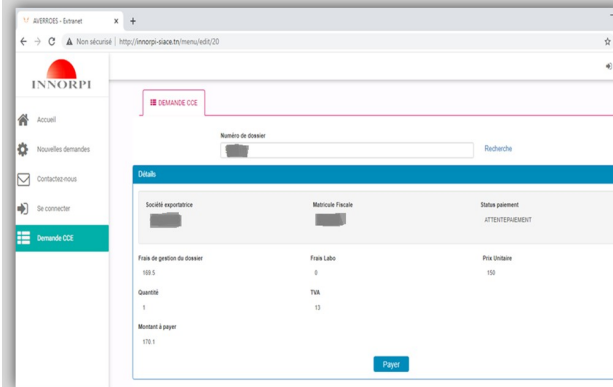 AVERROES - Extranet
Non sécurisé | http://innorpi-siace.tn/menu/edit/20
INNORPI
DEMANDE CCE
Accueil
Numéro de dossier
Nouvelles demandes
Recherche
Contactez-nous
Détails
Se connecter
Société exportatrice Matricule Fiscale Status paiement
ATTENTEPAIEMENT
Demande CCE
Frais de gestion du dossier Frais Labo Prix Unitaire
169.5 0 150
Quantité TVA
1 13
Montant à payer
170.1
Payer